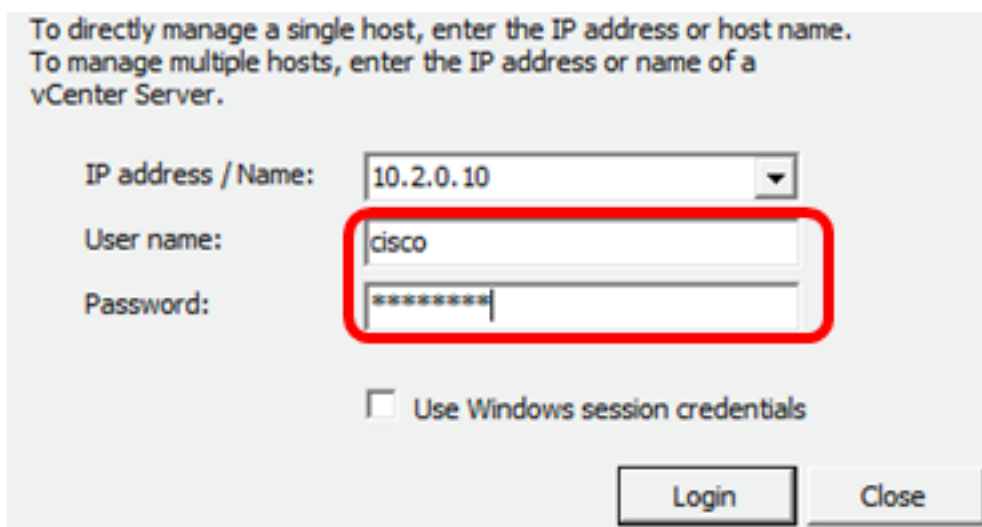 To directly manage a single host, enter the IP address or host name.
To manage multiple hosts, enter the IP address or name of a
vCenter Server.
IP address / Name: 10.2.0.10
User name: cisco
Password: ********
Use Windows session credentials
Login Close